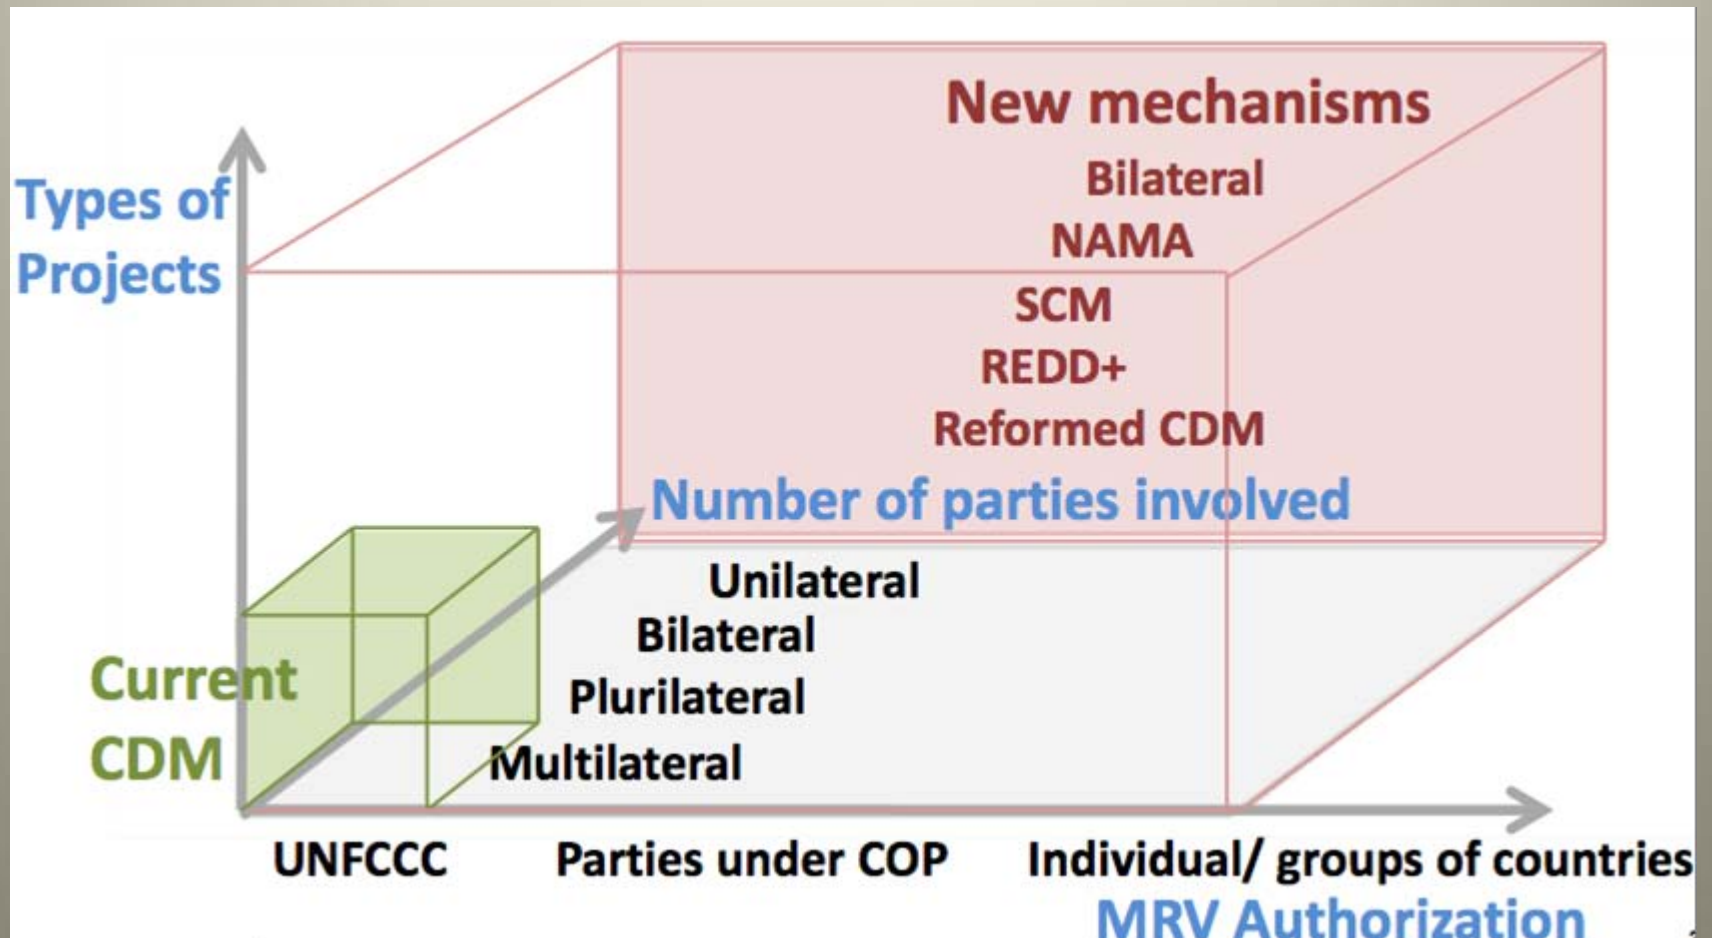 New mechanisms
Bilateral
NAMA
SCM
REDD+
Reformed CDM
Types of
Projects
Number of parties involved
Unilateral
Bilateral
Plurilateral
Multilateral
Current
CDM
UNFCCC
Parties under COP
Individual/ groups of countries
MRV Authorization